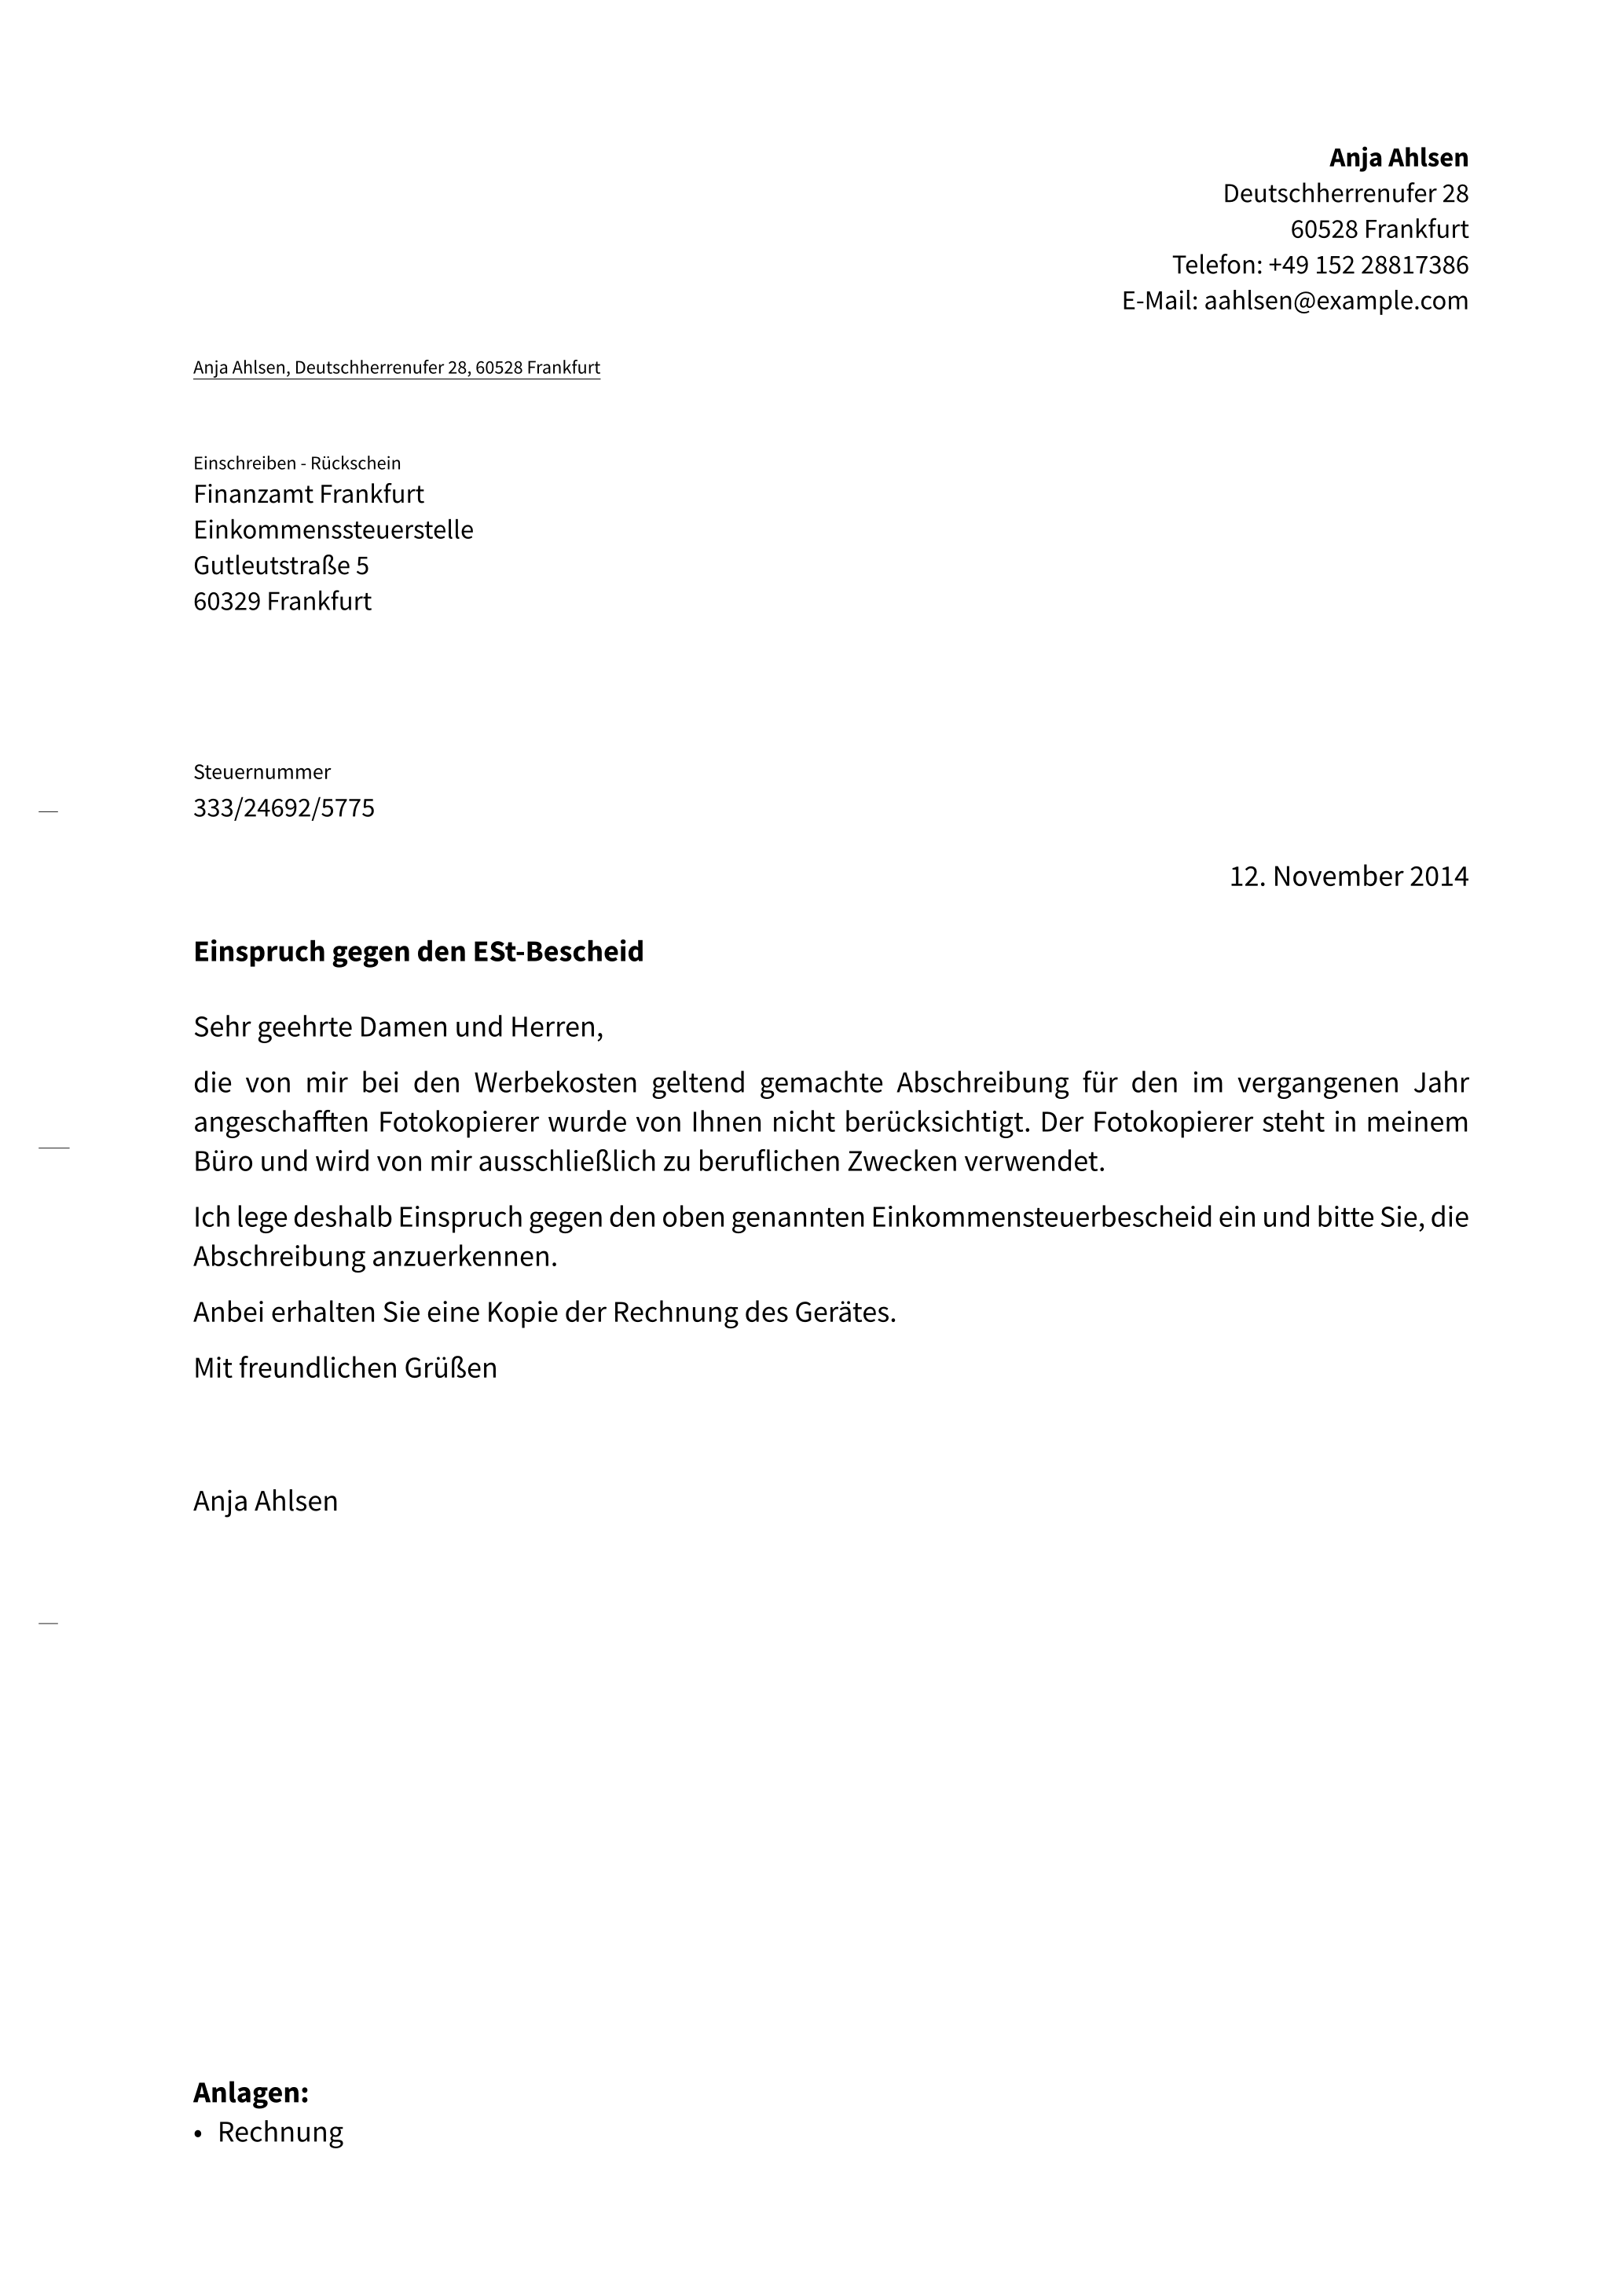 Anja Ahlsen
Deutschherrenufer 28
60528 Frankfurt
Telefon: +49 152 28817386
E-Mail: aahlsen@example.com
Anja Ahlsen, Deutschherrenufer 28, 60528 Frankfurt
Einschreiben - Rückschein
Finanzamt Frankfurt
Einkommenssteuerstelle
Gutleutstraße 5
60329 Frankfurt
Steuernummer
333/24692/5775
12. November 2014
Einspruch gegen den ESt-Bescheid
Sehr geehrte Damen und Herren,
die von mir bei den Werbekosten geltend gemachte Abschreibung für den im vergangenen Jahr
angeschafften Fotokopierer wurde von Ihnen nicht berücksichtigt. Der Fotokopierer steht in meinem
Büro und wird von mir ausschließlich zu beruflichen Zwecken verwendet.
Ich lege deshalb Einspruch gegen den oben genannten Einkommensteuerbescheid ein und bitte Sie, die
Abschreibung anzuerkennen.
Anbei erhalten Sie eine Kopie der Rechnung des Gerätes.
Mit freundlichen Grüßen
Anja Ahlsen
Anlagen:
• Rechnung